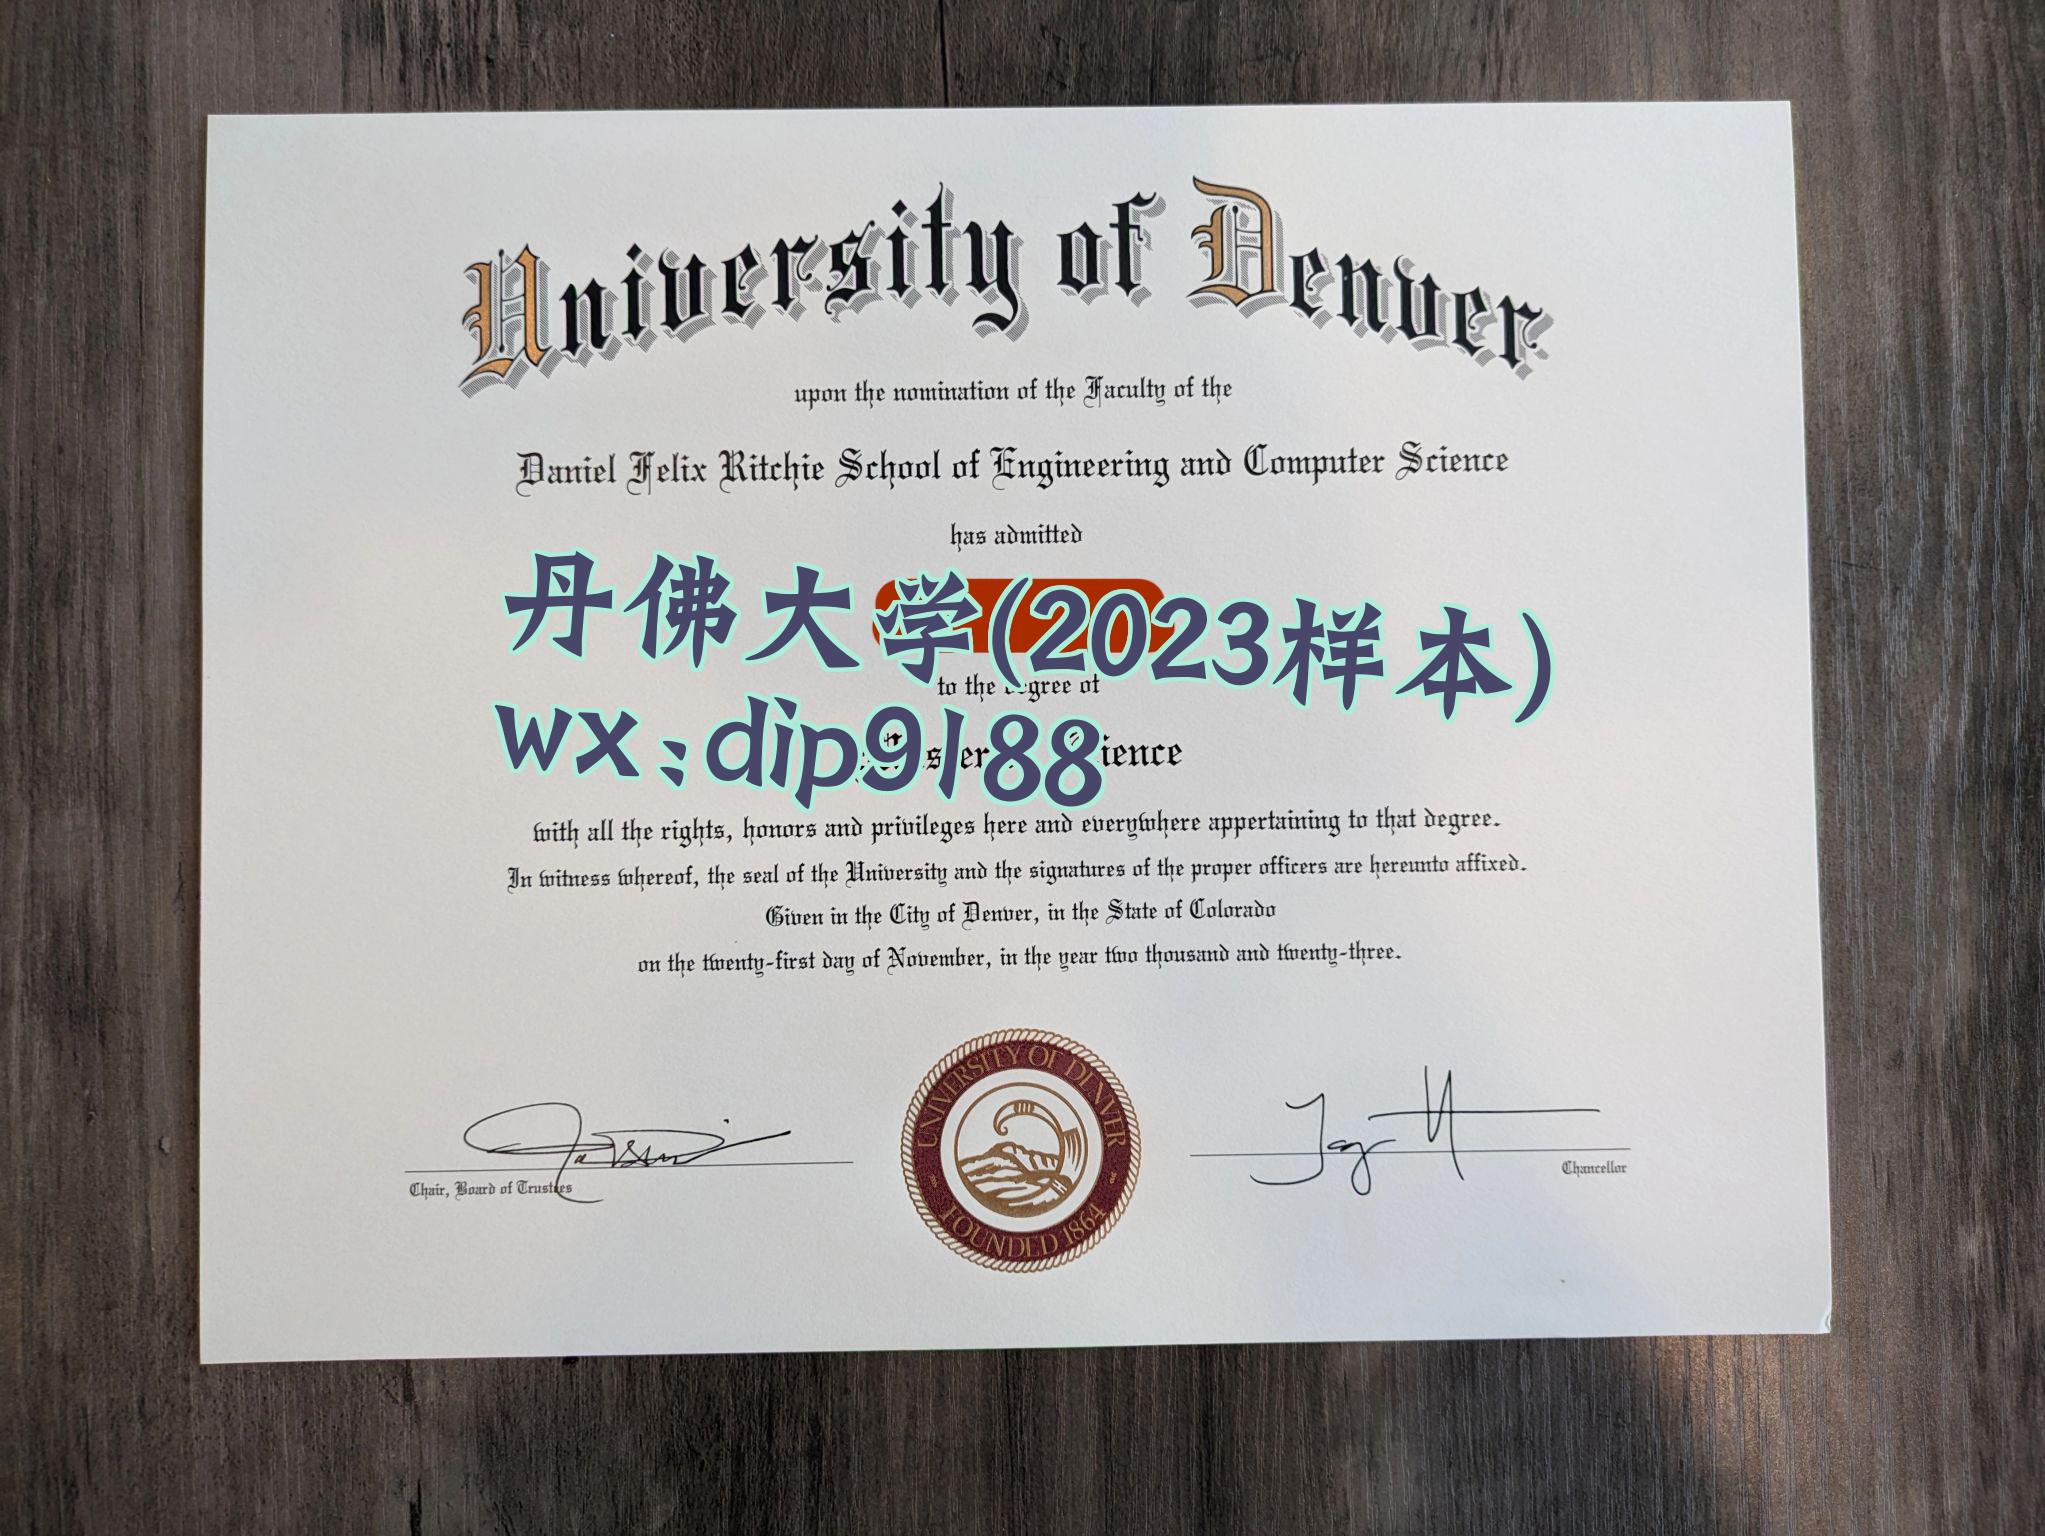 University of Denver
upon the nomination of the Faculty of the
Daniel Felix Ritchie School of Engineering and Computer Science
has admitted
丹佛大学(2023样本)
to the degree of
wx:dip9188
Science
with all the rights, honors and privileges here and everywhere appertaining to that degree.
In witness whereof, the seal of the University and the signatures of the proper officers are hereunto affixed.
Given in the City of Denver, in the State of Colorado
on the twenty-first day of November, in the year two thousand and twenty-three.
UNIVERSITY OF DENVER
FOUNDED 1864
Chair, Board of Trustees
Chancellor